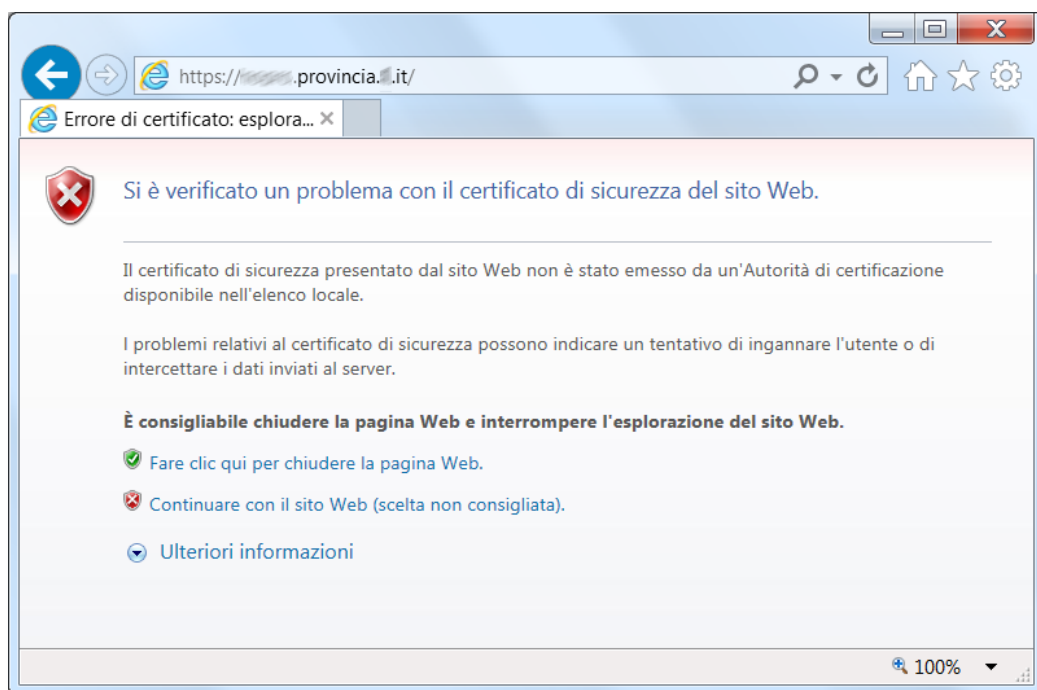 https:// .provincia. .it/
Errore di certificato: esplora...
Si è verificato un problema con il certificato di sicurezza del sito Web.
Il certificato di sicurezza presentato dal sito Web non è stato emesso da un'Autorità di certificazione
disponibile nell'elenco locale.
I problemi relativi al certificato di sicurezza possono indicare un tentativo di ingannare l'utente o di
intercettare i dati inviati al server.
È consigliabile chiudere la pagina Web e interrompere l'esplorazione del sito Web.
Fare clic qui per chiudere la pagina Web.
Continuare con il sito Web (scelta non consigliata).
Ulteriori informazioni
100%